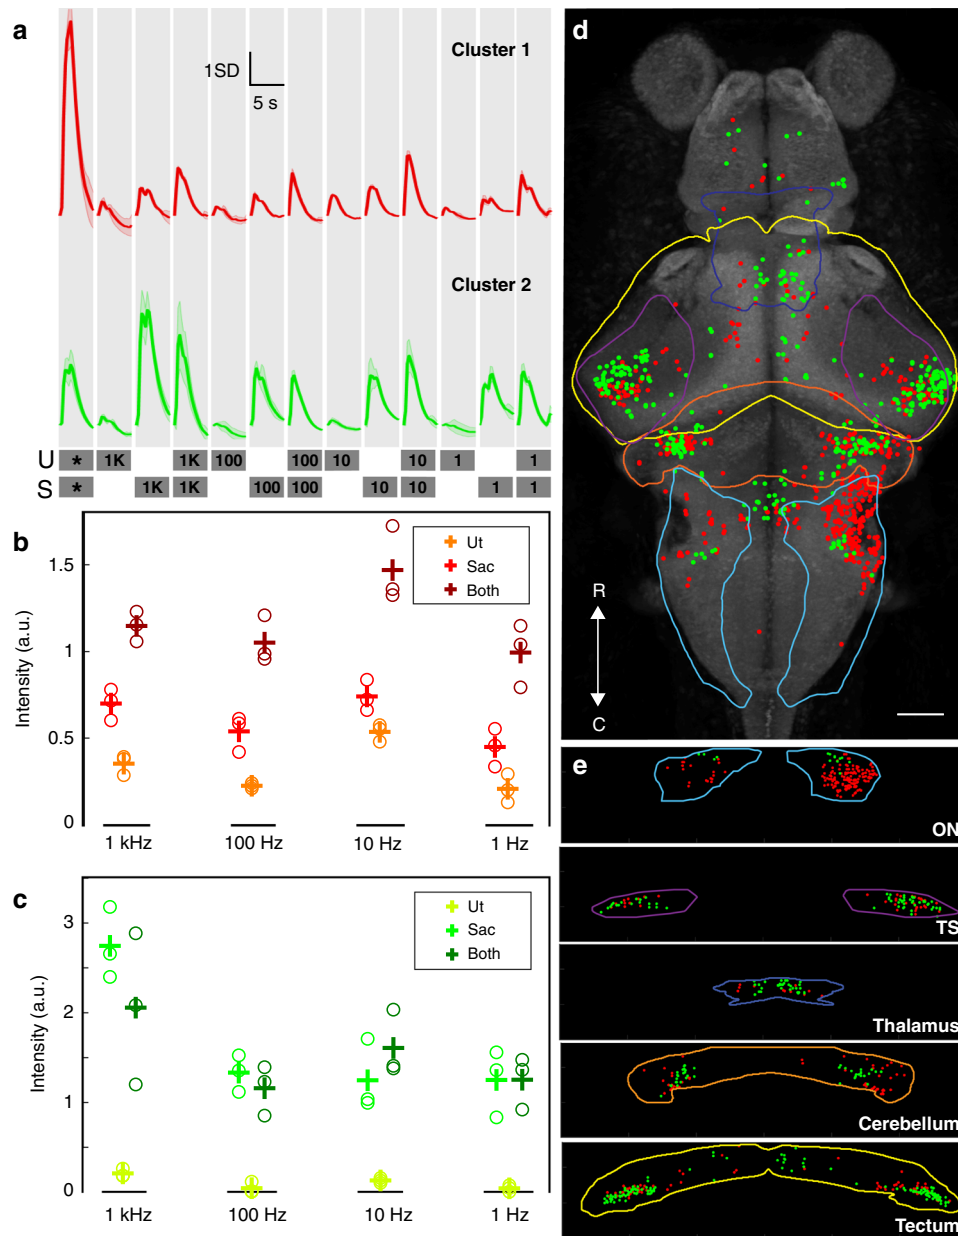 a
Cluster 1
1SD
5 s
Cluster 2
U * 1K 1K 100 100 10 10 1 1
S * 1K 1K 100 100 10 10 1 1
b
Intensity (a.u.)
1.5
1
0.5
0
Ut
Sac
Both
1 kHz 100 Hz 10 Hz 1 Hz
c
Intensity (a.u.)
3
2
1
0
Ut
Sac
Both
1 kHz 100 Hz 10 Hz 1 Hz
d
R
C
e
ON
TS
Thalamus
Cerebellum
Tectum